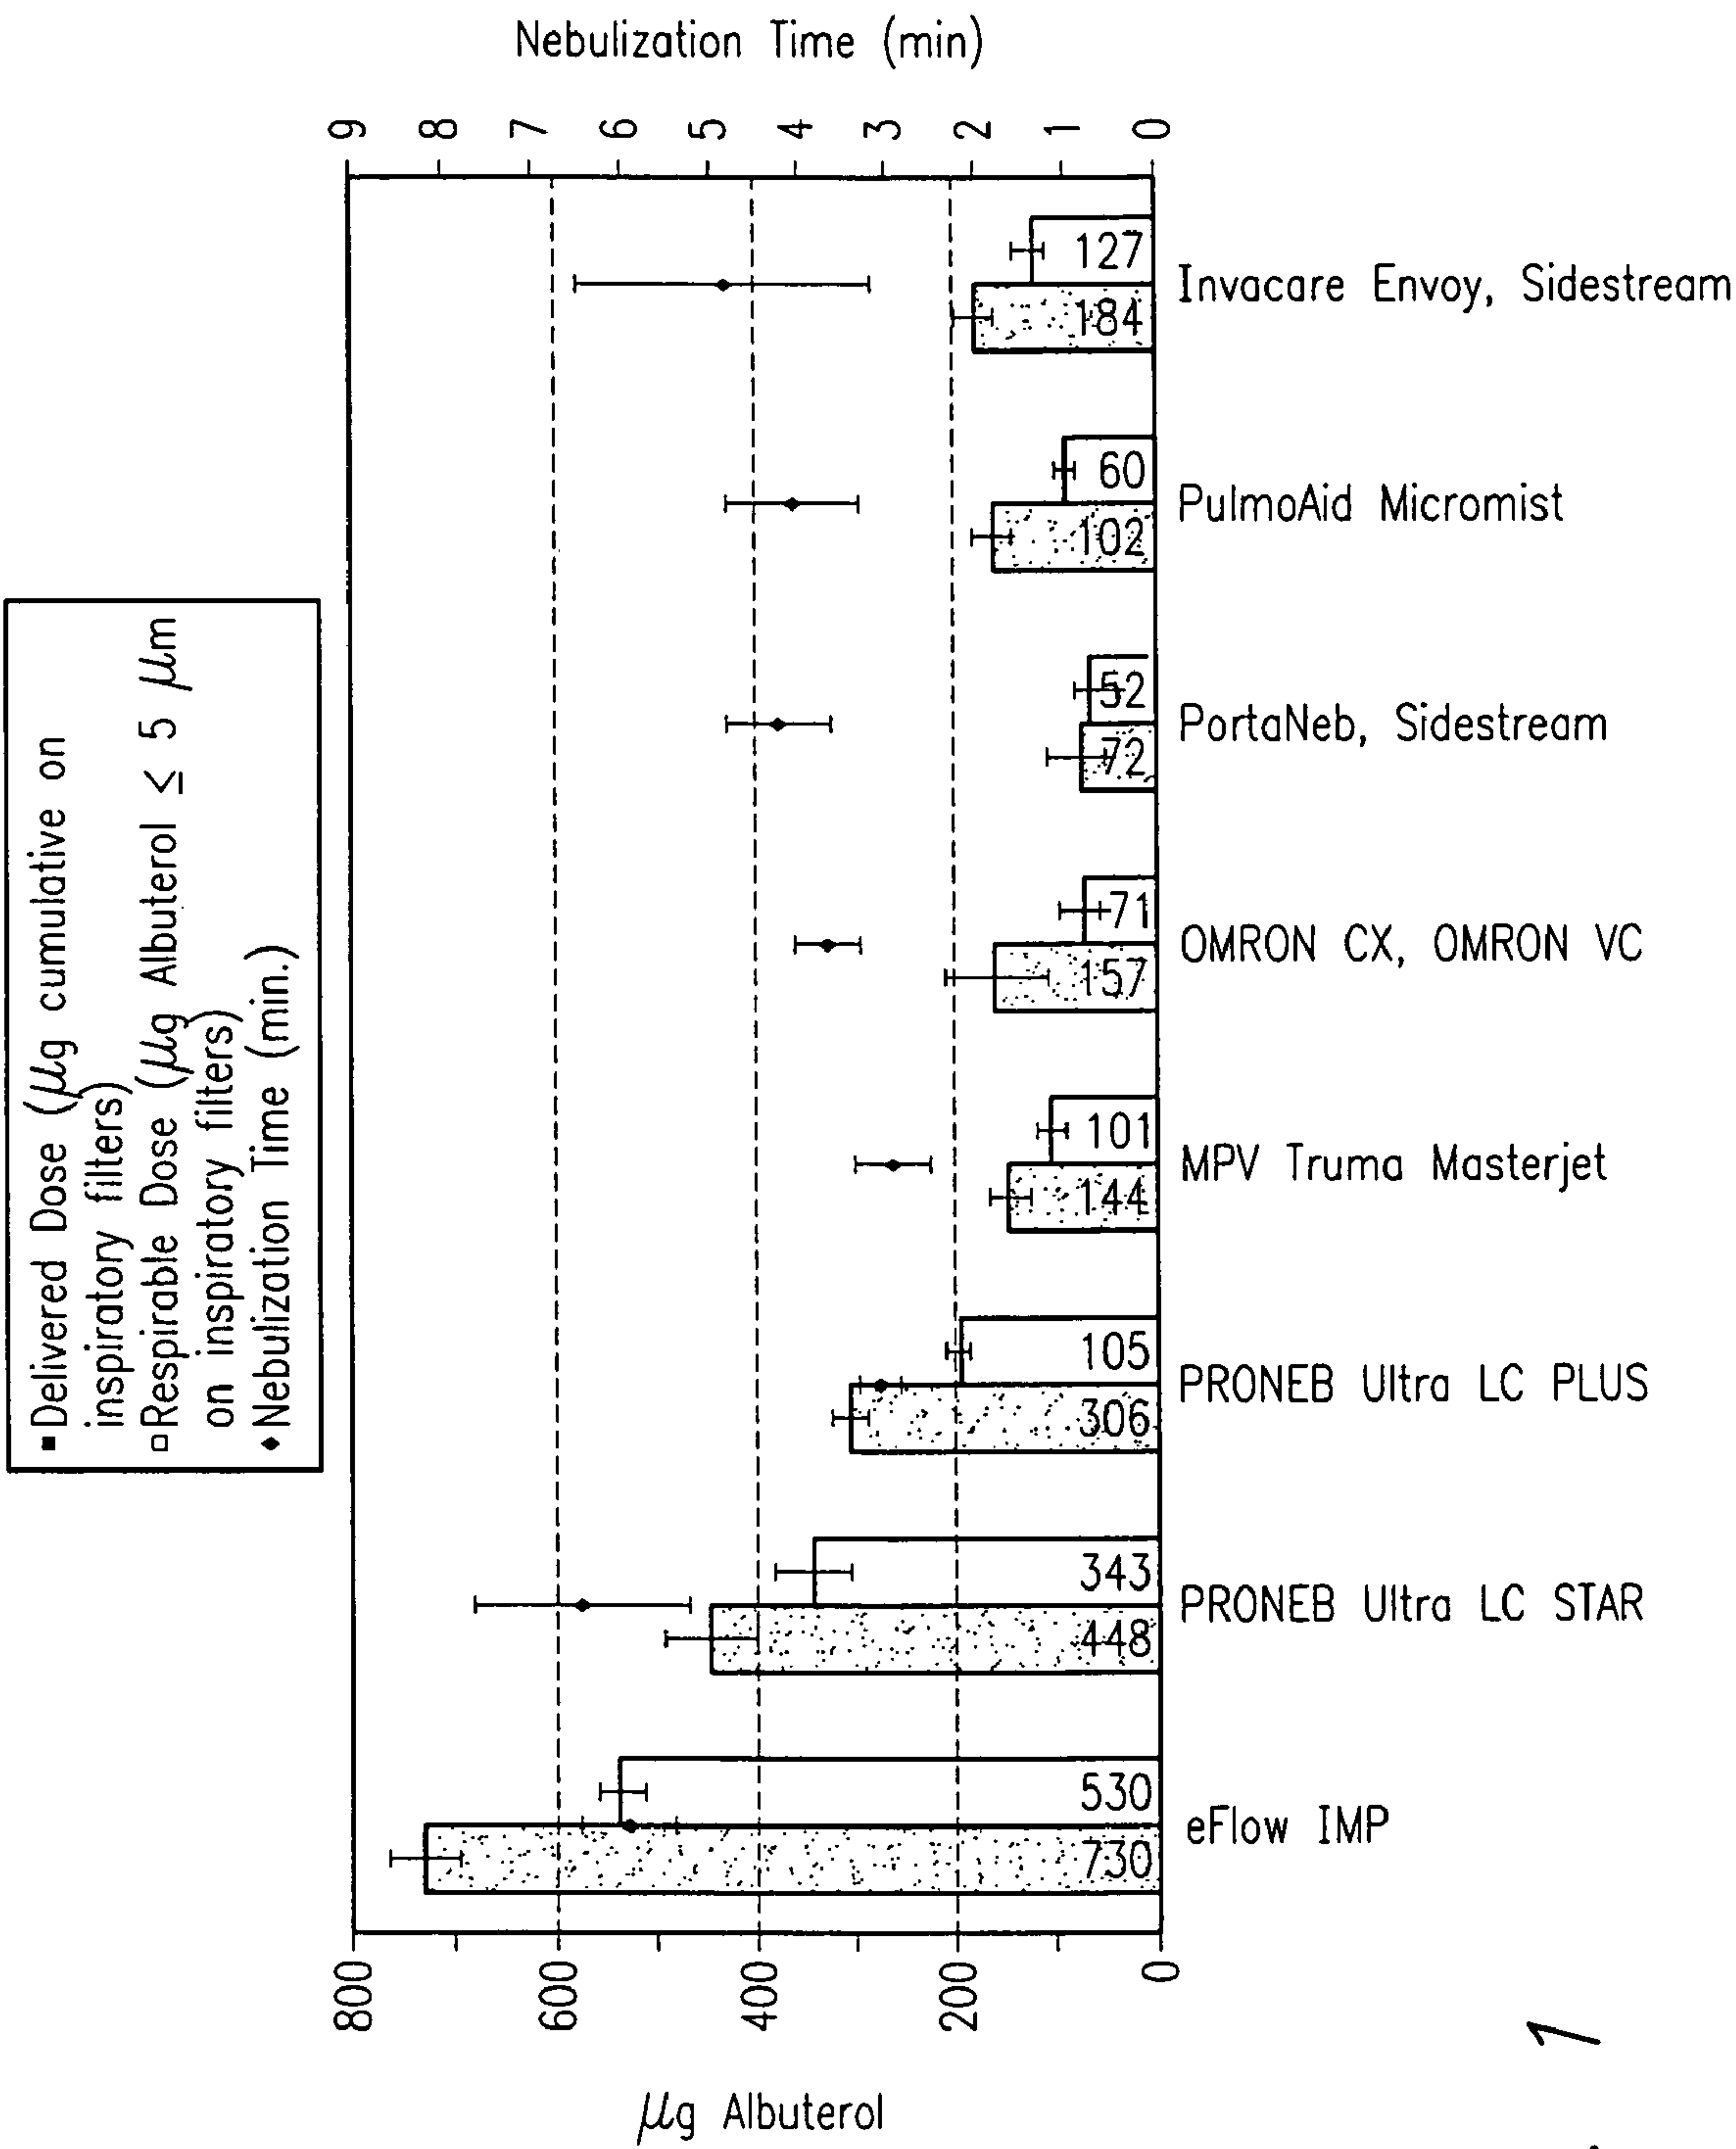 ■ Delivered Dose (μg cumulative on
inspiratory filters)
□ Respirable Dose (μg Albuterol ≤ 5 μm
on inspiratory filters)
◆ Nebulization Time (min.)
μg Albuterol
800
600
400
200
0
Nebulization Time (min)
9
8
7
6
5
4
3
2
1
0
730
530
448
343
306
105
144
101
157
71
72
52
102
60
184
127
eFlow IMP
PRONEB Ultra LC STAR
PRONEB Ultra LC PLUS
MPV Truma Masterjet
OMRON CX, OMRON VC
PortaNeb, Sidestream
PulmoAid Micromist
Invacare Envoy, Sidestream
1